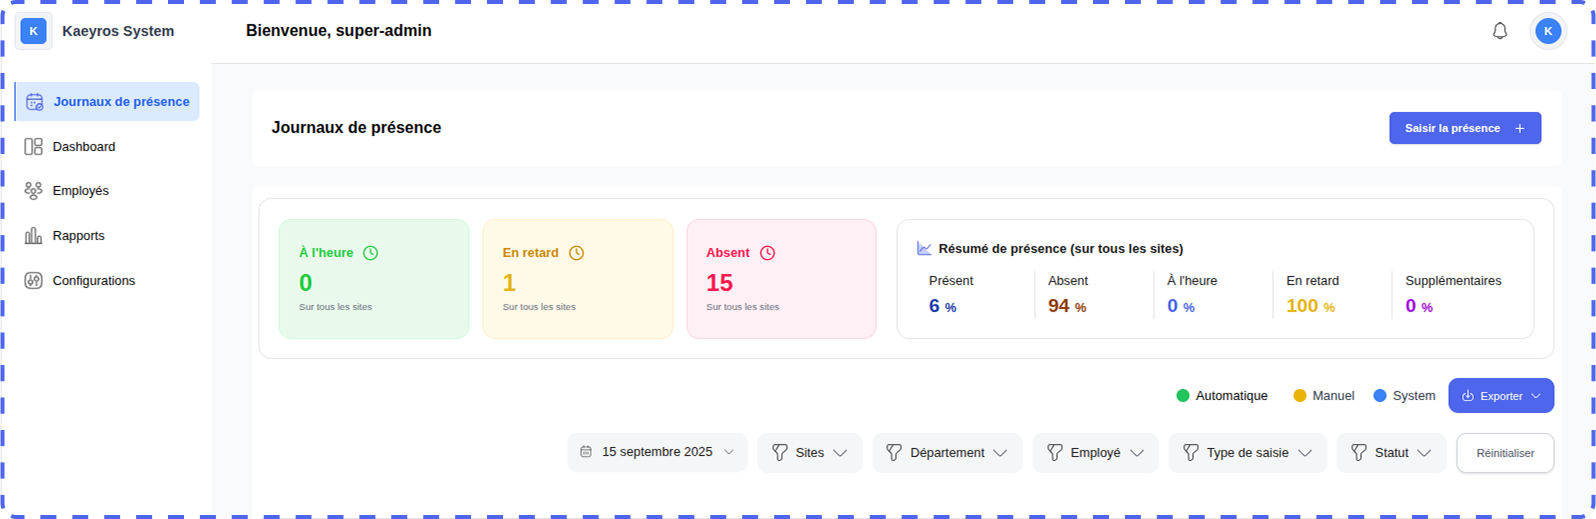 K
Kaeyros System
Bienvenue, super-admin
K
Journaux de présence
Dashboard
Employés
Rapports
Configurations
Journaux de présence
Saisir la présence +
À l'heure
0
Sur tous les sites
En retard
1
Sur tous les sites
Absent
15
Sur tous les sites
Résumé de présence (sur tous les sites)
Présent
6 %
Absent
94 %
À l'heure
0 %
En retard
100 %
Supplémentaires
0 %
Automatique
Manuel
System
Exporter
15 septembre 2025
Sites
Département
Employé
Type de saisie
Statut
Réinitialiser